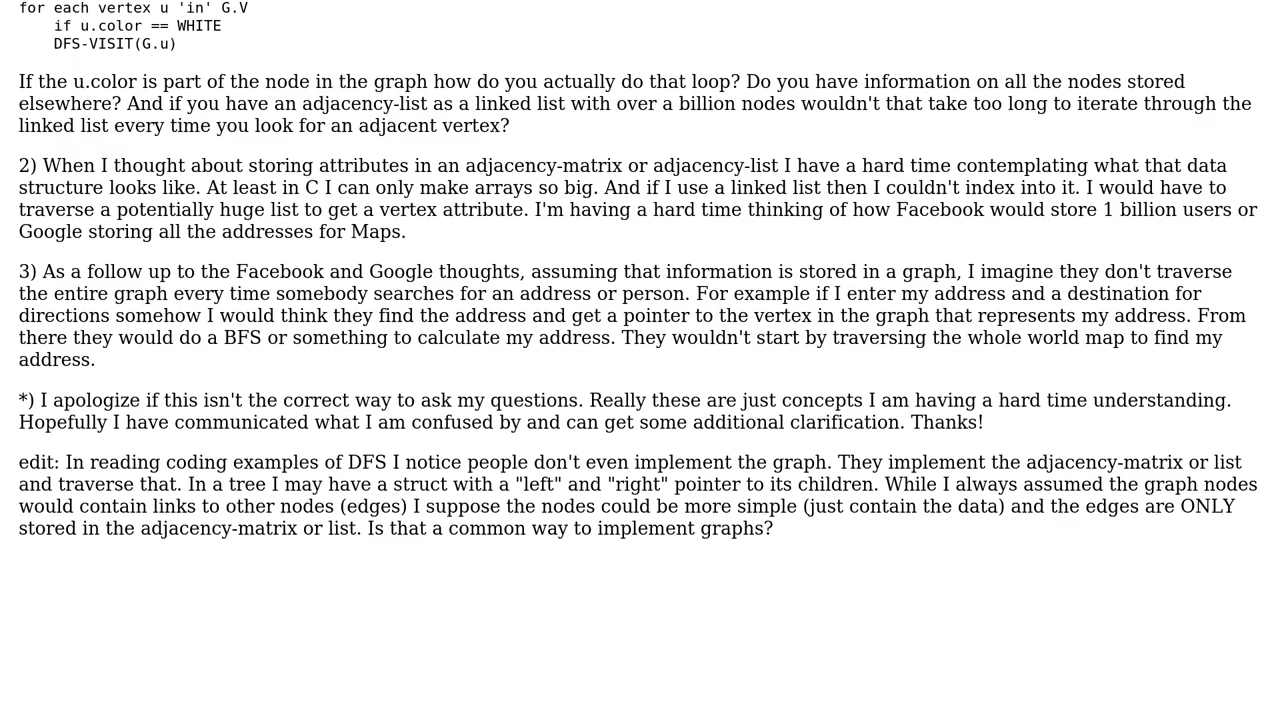 for each vertex u 'in' G.V
    if u.color == WHITE
    DFS-VISIT(G.u)
If the u.color is part of the node in the graph how do you actually do that loop? Do you have information on all the nodes stored
elsewhere? And if you have an adjacency-list as a linked list with over a billion nodes wouldn't that take too long to iterate through the
linked list every time you look for an adjacent vertex?
2) When I thought about storing attributes in an adjacency-matrix or adjacency-list I have a hard time contemplating what that data
structure looks like. At least in C I can only make arrays so big. And if I use a linked list then I couldn't index into it. I would have to
traverse a potentially huge list to get a vertex attribute. I'm having a hard time thinking of how Facebook would store 1 billion users or
Google storing all the addresses for Maps.
3) As a follow up to the Facebook and Google thoughts, assuming that information is stored in a graph, I imagine they don't traverse
the entire graph every time somebody searches for an address or person. For example if I enter my address and a destination for
directions somehow I would think they find the address and get a pointer to the vertex in the graph that represents my address. From
there they would do a BFS or something to calculate my address. They wouldn't start by traversing the whole world map to find my
address.
*) I apologize if this isn't the correct way to ask my questions. Really these are just concepts I am having a hard time understanding.
Hopefully I have communicated what I am confused by and can get some additional clarification. Thanks!
edit: In reading coding examples of DFS I notice people don't even implement the graph. They implement the adjacency-matrix or list
and traverse that. In a tree I may have a struct with a "left" and "right" pointer to its children. While I always assumed the graph nodes
would contain links to other nodes (edges) I suppose the nodes could be more simple (just contain the data) and the edges are ONLY
stored in the adjacency-matrix or list. Is that a common way to implement graphs?